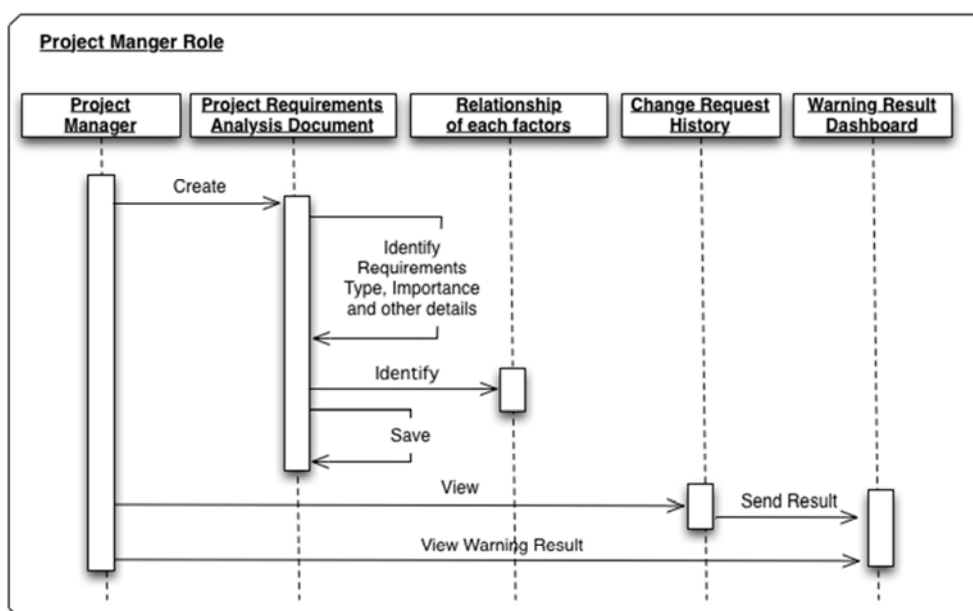 Project Manger Role
Project
Manager
Project Requirements
Analysis Document
Relationship
of each factors
Change Request
History
Warning Result
Dashboard
Create
Identify
Requirements
Type, Importance
and other details
Identify
Save
View
Send Result
View Warning Result